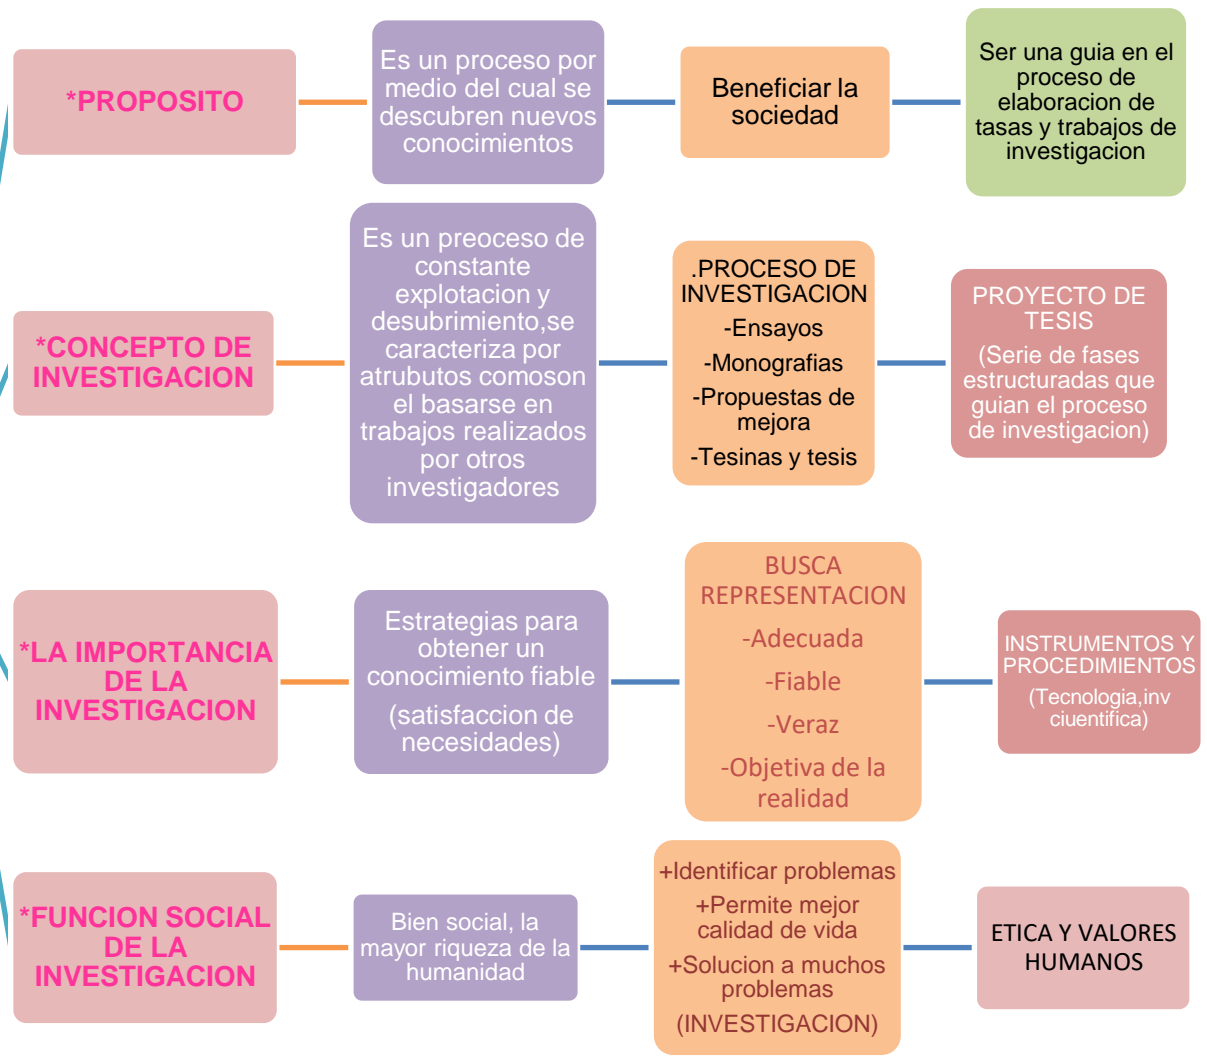 *PROPOSITO
Es un proceso por
medio del cual se
descubren nuevos
conocimientos
Beneficiar la
sociedad
Ser una guia en el
proceso de
elaboracion de
tasas y trabajos de
investigacion
*CONCEPTO DE
INVESTIGACION
Es un preoceso de
constante
explotacion y
desubrimiento,se
caracteriza por
atrubutos comoson
el basarse en
trabajos realizados
por otros
investigadores
.PROCESO DE
INVESTIGACION
-Ensayos
-Monografias
-Propuestas de
mejora
-Tesinas y tesis
PROYECTO DE
TESIS
(Serie de fases
estructuradas que
guian el proceso
de investigacion)
*LA IMPORTANCIA
DE LA
INVESTIGACION
Estrategias para
obtener un
conocimiento fiable
(satisfaccion de
necesidades)
BUSCA
REPRESENTACION
-Adecuada
-Fiable
-Veraz
-Objetiva de la
realidad
INSTRUMENTOS Y
PROCEDIMIENTOS
(Tecnologia,inv
ciuentifica)
*FUNCION SOCIAL
DE LA
INVESTIGACION
Bien social, la
mayor riqueza de la
humanidad
+Identificar problemas
+Permite mejor
calidad de vida
+Solucion a muchos
problemas
(INVESTIGACION)
ETICA Y VALORES
HUMANOS